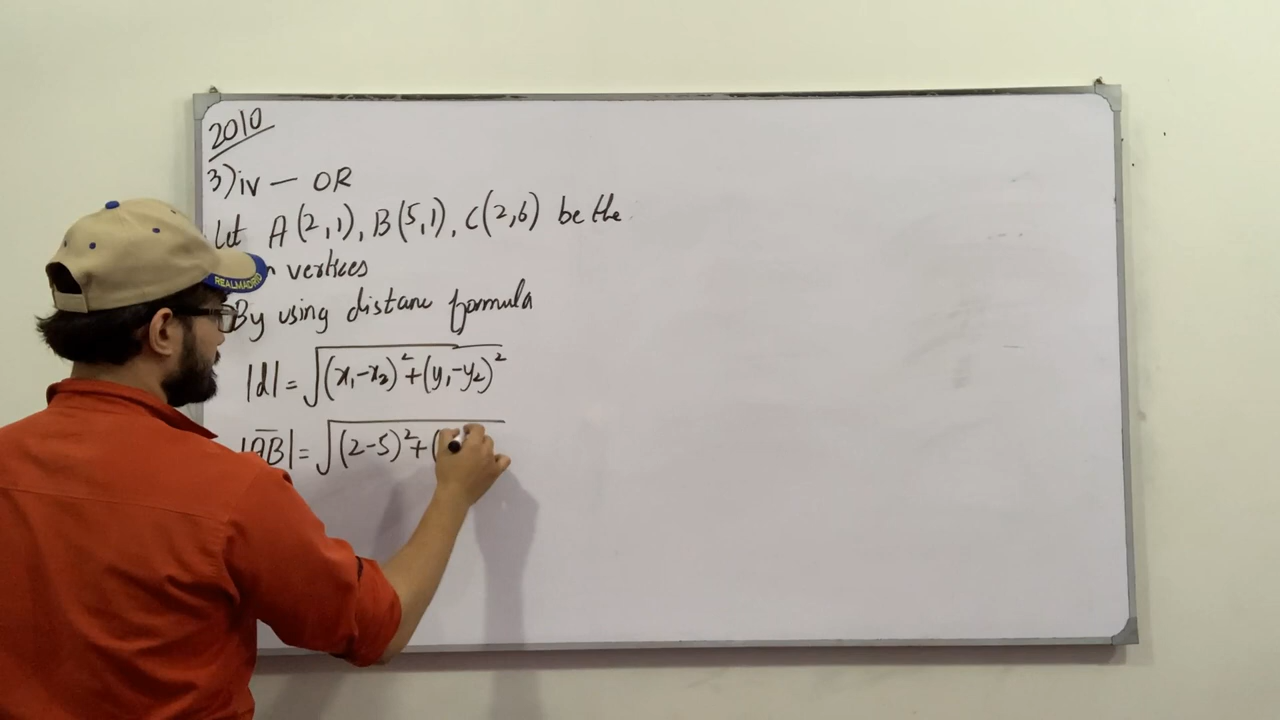 2010
3) iv — OR
Let A(2,1), B(5,1), C(2,6) be the
vertices
By using distanc formula
|d| = √(x₁-x₂)²+(y₁-y₂)²
|AB| = √(2-5)²+(
REALMADRID